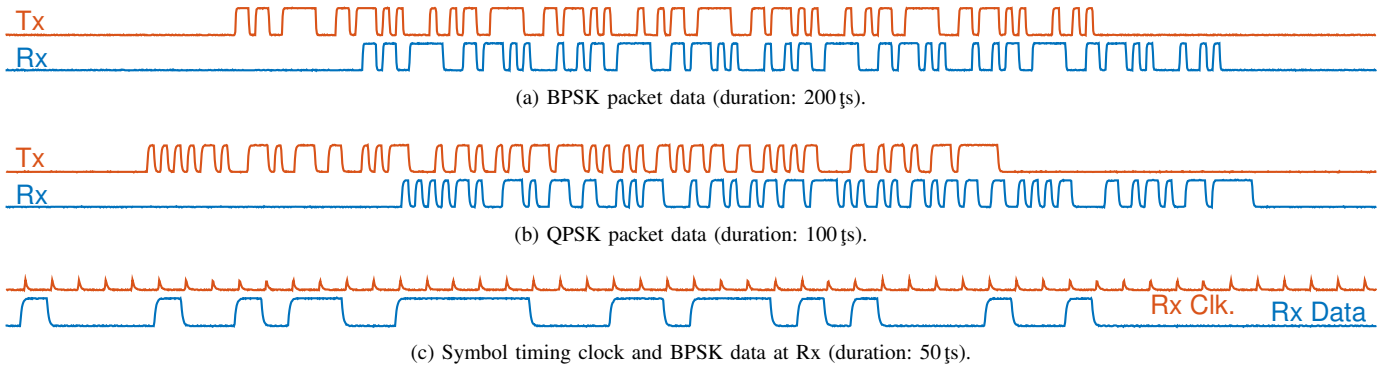 Tx
Rx
(a) BPSK packet data (duration: 200 ţs).
Tx
Rx
(b) QPSK packet data (duration: 100 ţs).
Rx Clk.
Rx Data
(c) Symbol timing clock and BPSK data at Rx (duration: 50 ţs).